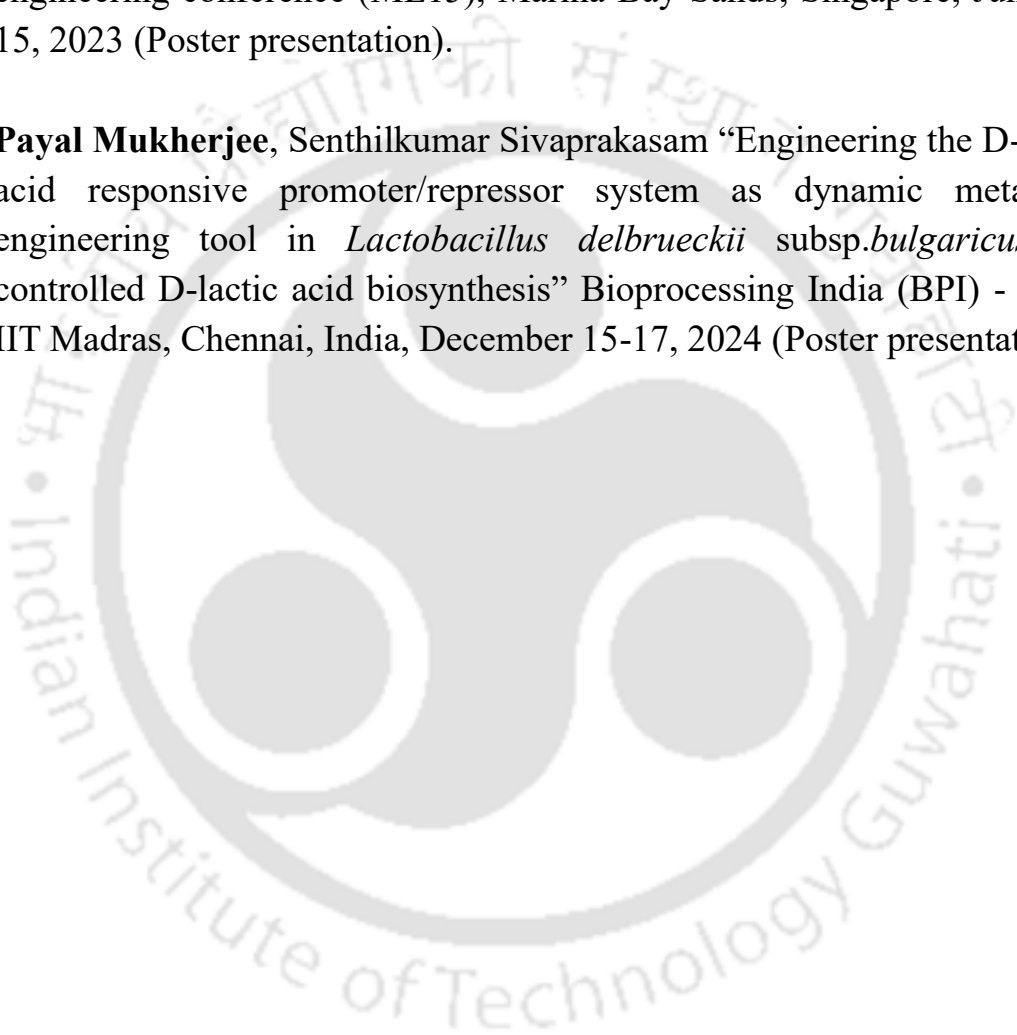 engineering conference (ME15), Marina Bay Sands, Singapore, Jun
15, 2023 (Poster presentation).
Payal Mukherjee, Senthilkumar Sivaprakasam “Engineering the D-
acid responsive promoter/repressor system as dynamic meta
engineering tool in Lactobacillus delbrueckii subsp.bulgaricus
controlled D-lactic acid biosynthesis” Bioprocessing India (BPI) -
IIT Madras, Chennai, India, December 15-17, 2024 (Poster presentat
Indian Institute of Technology Guwahati